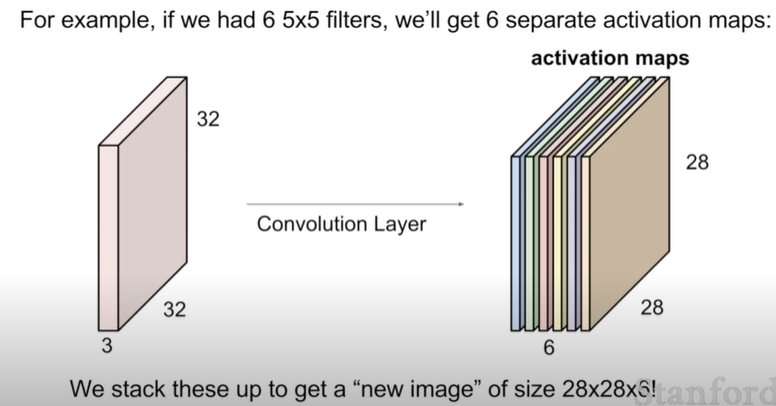 For example, if we had 6 5x5 filters, we'll get 6 separate activation maps:
activation maps
32
28
Convolution Layer
32
28
3
6
We stack these up to get a "new image" of size 28x28x6!
Stanford